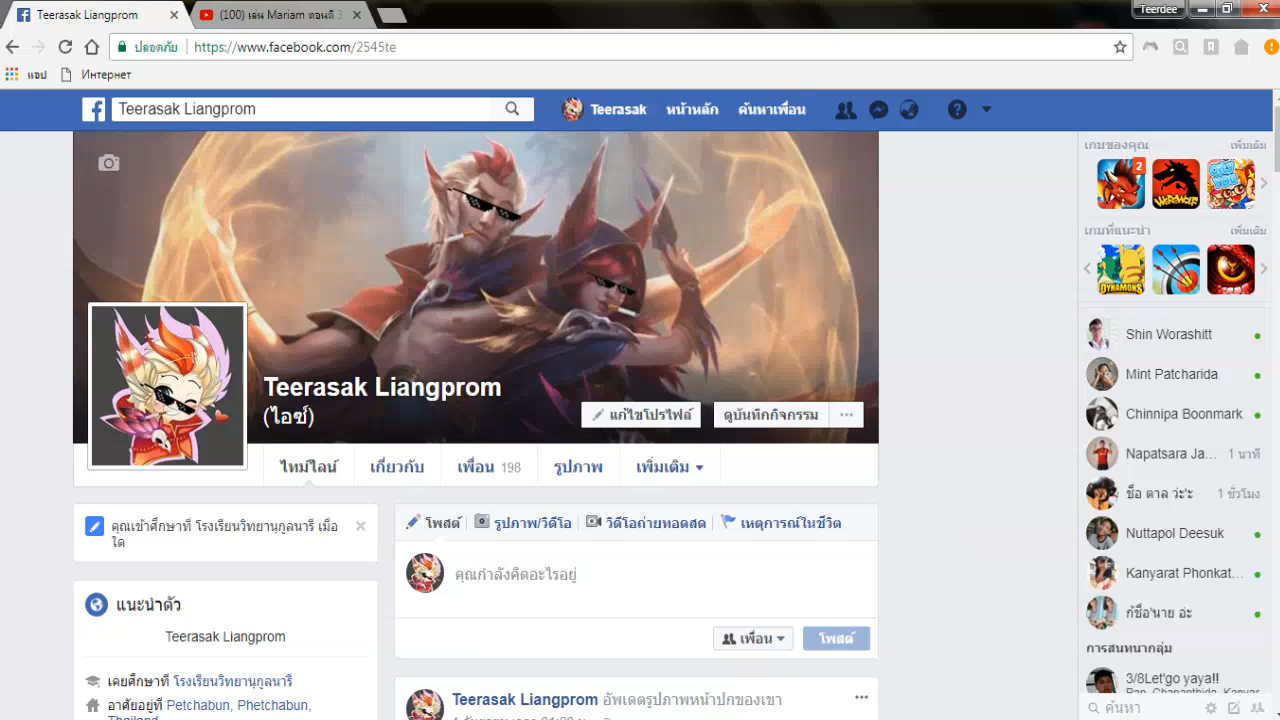 Teerasak Liangprom
(100) เล่น Mariam ตอนที่ 3
Teerdee
ปลอดภัย
https://www.facebook.com/2545te
แอป
Интернет
Teerasak Liangprom
Teerasak
หน้าหลัก
ค้นหาเพื่อน
เกมของคุณ
เพิ่มเติม
2
WEREWOLF
เกมที่แนะนำ
เพิ่มเติม
DYNAMONS
Teerasak Liangprom
(ไอซ์)
แก้ไขโปรไฟล์
ดูบันทึกกิจกรรม
ไทม์ไลน์
เกี่ยวกับ
เพื่อน 198
รูปภาพ
เพิ่มเติม
คุณเข้าศึกษาที่ โรงเรียนวิทยานุกูลนารี เมื่อ
ใด
แนะนำตัว
Teerasak Liangprom
เคยศึกษาที่ โรงเรียนวิทยานุกูลนารี
อาศัยอยู่ที่ Petchabun, Phetchabun,
Thailand
โพสต์
รูปภาพ/วิดีโอ
วิดีโอถ่ายทอดสด
เหตุการณ์ในชีวิต
คุณกำลังคิดอะไรอยู่
เพื่อน
โพสต์
Teerasak Liangprom อัพเดตรูปภาพหน้าปกของเขา
Shin Worashitt
Mint Patcharida
Chinnipa Boonmark
Napatsara Ja... 1 นาที
ช็อ ตาล ว่ะ'ะ 1 ชั่วโมง
Nuttapol Deesuk
Kanyarat Phonkat...
ก้ชื่อ'นาย อ่ะ
การสนทนากลุ่ม
3/8Let'go yaya!!
ค้นหา